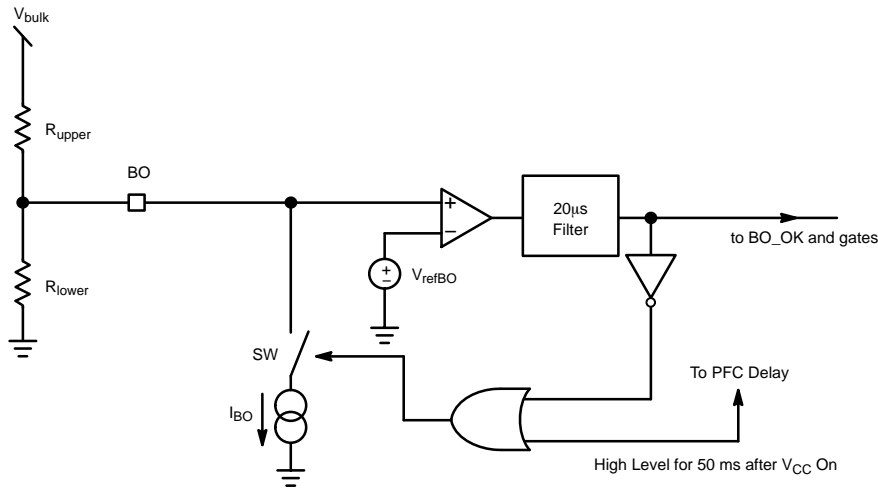 Vbulk
Rupper
BO
+
−
20μs
Filter
to BO_OK and gates
+
−
VrefBO
Rlower
SW
IBO
To PFC Delay
High Level for 50 ms after VCC On